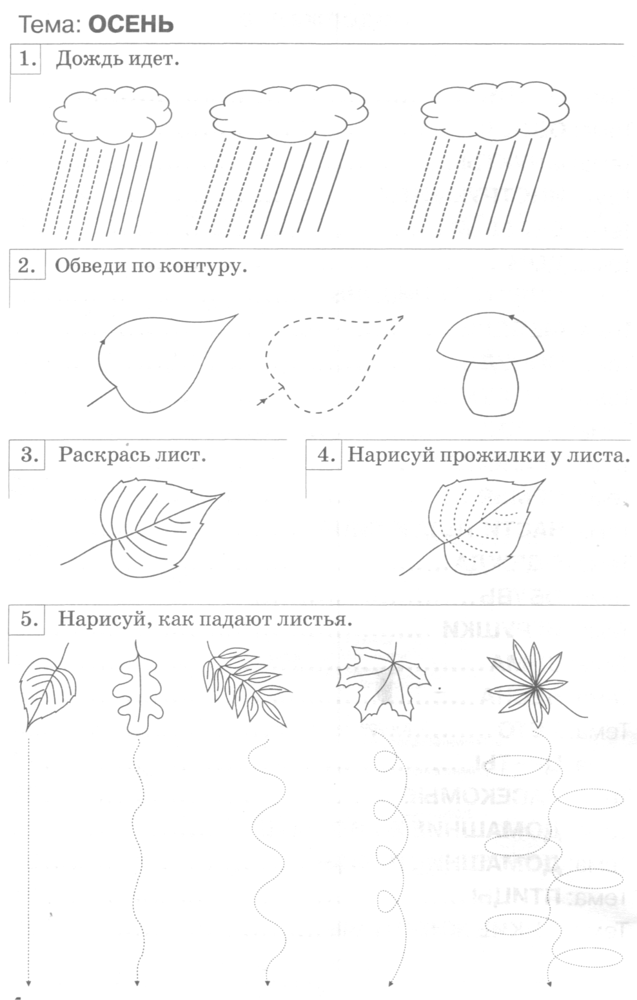 Тема: ОСЕНЬ
1. Дождь идет.
2. Обведи по контуру.
3. Раскрась лист.
4. Нарисуй прожилки у листа.
5. Нарисуй, как падают листья.